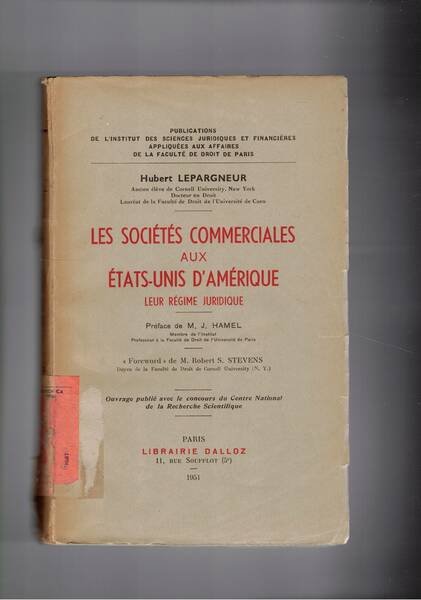 PUBLICATIONS
DE L'INSTITUT DES SCIENCES JURIDIQUES ET FINANCIÈRES
APPLIQUÉES AUX AFFAIRES
DE LA FACULTÉ DE DROIT DE PARIS
Hubert LEPARGNEUR
Ancien élève de Cornell University, New York
Docteur en Droit
Lauréat de la Faculté de Droit de l'Université de Caen
LES SOCIÉTÉS COMMERCIALES
AUX
ÉTATS-UNIS D'AMÉRIQUE
LEUR RÉGIME JURIDIQUE
Préface de M. J. HAMEL
Membre de l'Institut
Professeur à la Faculté de Droit de l'Université de Paris
« Foreword » de M. Robert S. STEVENS
Doyen de la Faculté de Droit de Cornell University (N. Y.)
Ouvrage publié avec le concours du Centre National
de la Recherche Scientifique
PARIS
LIBRAIRIE DALLOZ
11, RUE SOUFFLOT (5e)
1951